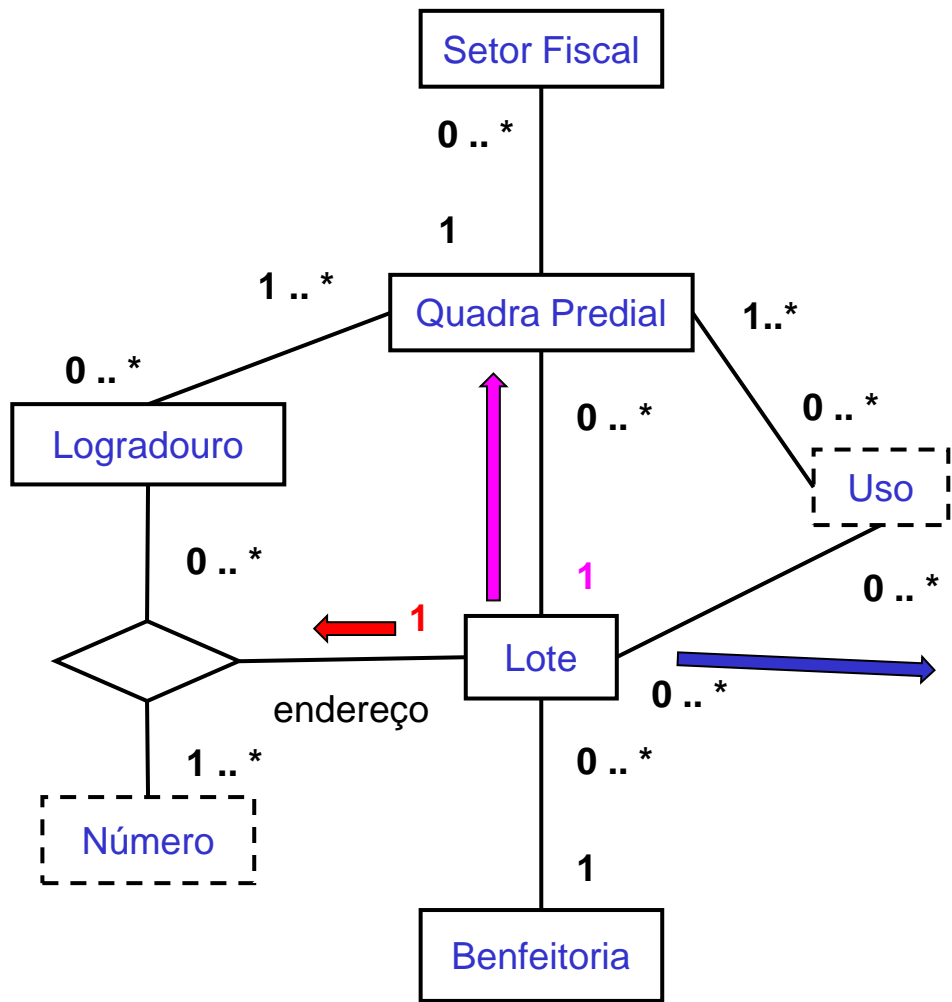 Setor Fiscal
0 .. *
1
1 .. *
Quadra Predial
1..*
0 .. *
0 .. *
0 .. *
Logradouro
Uso
0 .. *
1
0 .. *
1
Lote
0 .. *
endereço
0 .. *
1 .. *
Número
1
Benfeitoria